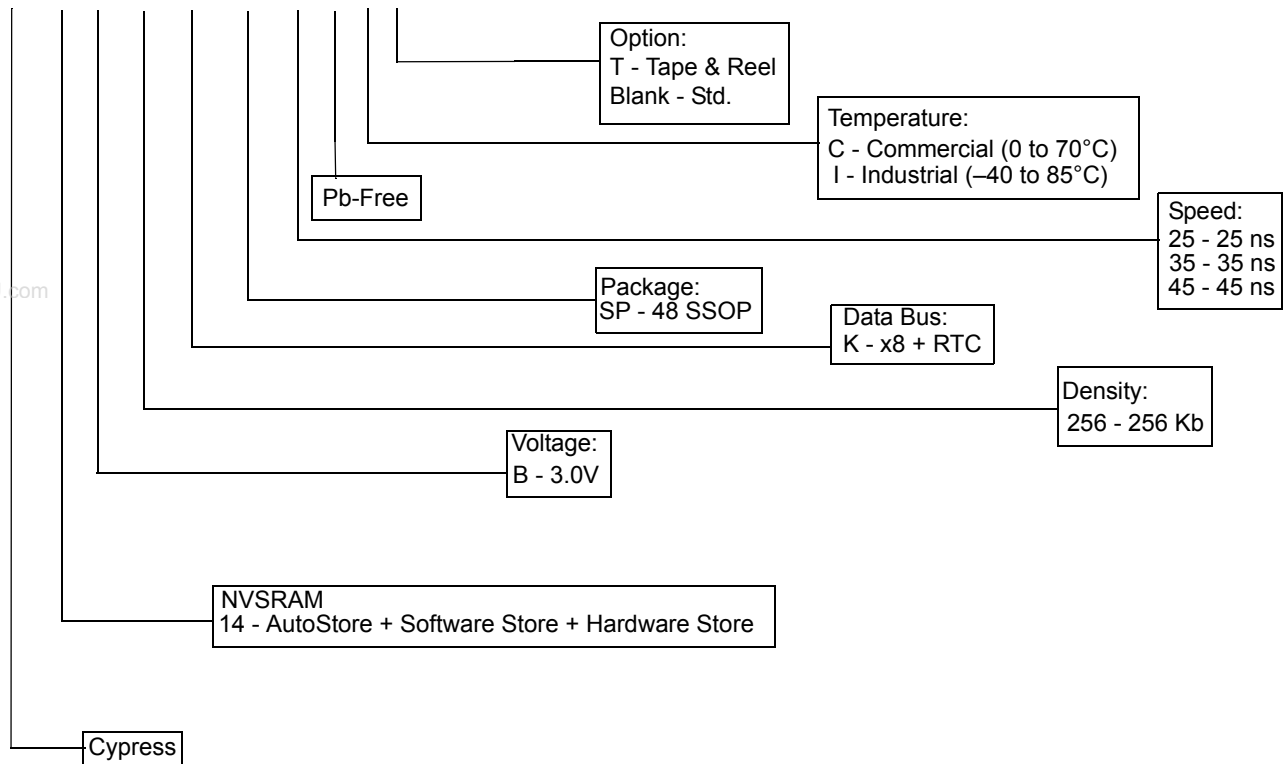 Option:
T - Tape & Reel
Blank - Std.
Temperature:
C - Commercial (0 to 70°C)
I - Industrial (–40 to 85°C)
Pb-Free
Speed:
25 - 25 ns
35 - 35 ns
45 - 45 ns
.com
Package:
SP - 48 SSOP
Data Bus:
K - x8 + RTC
Density:
256 - 256 Kb
Voltage:
B - 3.0V
NVSRAM
14 - AutoStore + Software Store + Hardware Store
Cypress